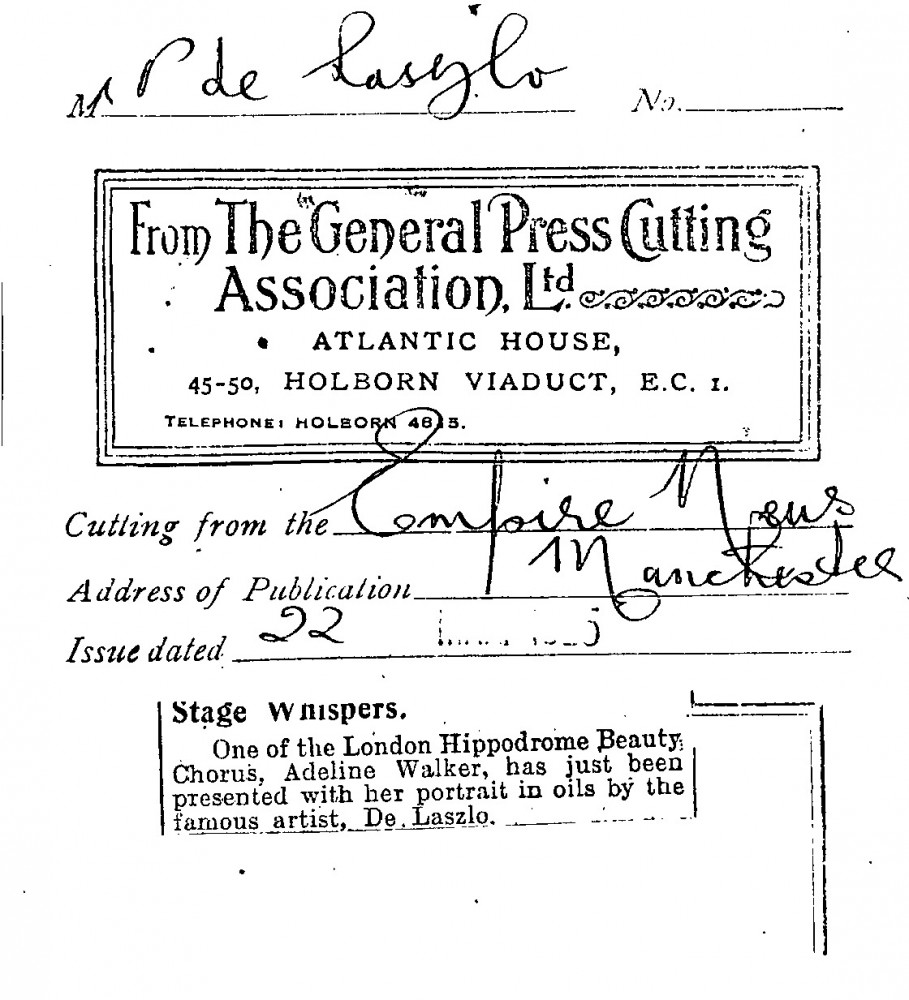 Mr P de Laszlo No.
From The General Press Cutting
Association, Ltd.
ATLANTIC HOUSE,
45-50, HOLBORN VIADUCT, E.C. 1.
TELEPHONE: HOLBORN 4815.
Cutting from the Empire News
Address of Publication Manchester
Issue dated 22
Stage Whispers.
One of the London Hippodrome Beauty
Chorus, Adeline Walker, has just been
presented with her portrait in oils by the
famous artist, De Laszlo.